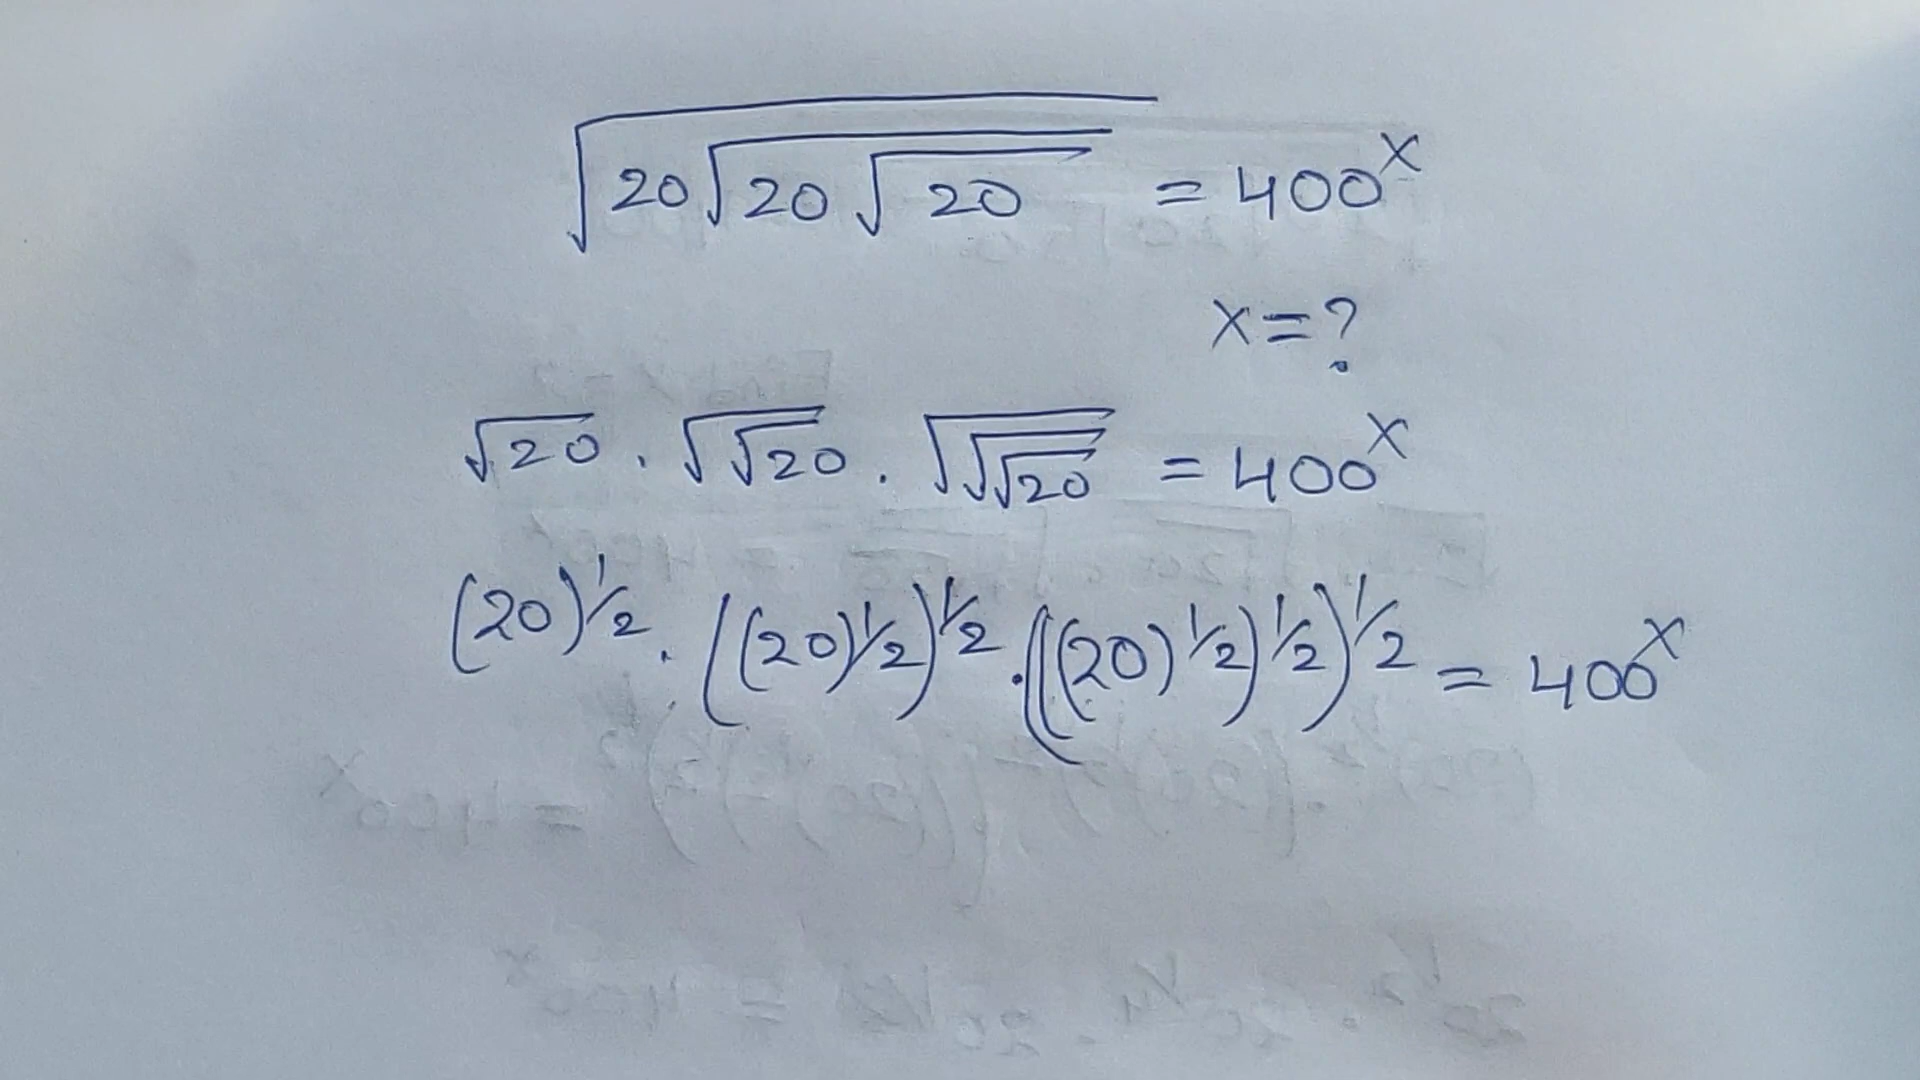 √(20√(20√20)) = 400^x
x = ?
√20 . √√20 . √√√20 = 400^x
(20)^1/2 . ((20)^1/2)^1/2 . (((20)^1/2)^1/2)^1/2 = 400^x